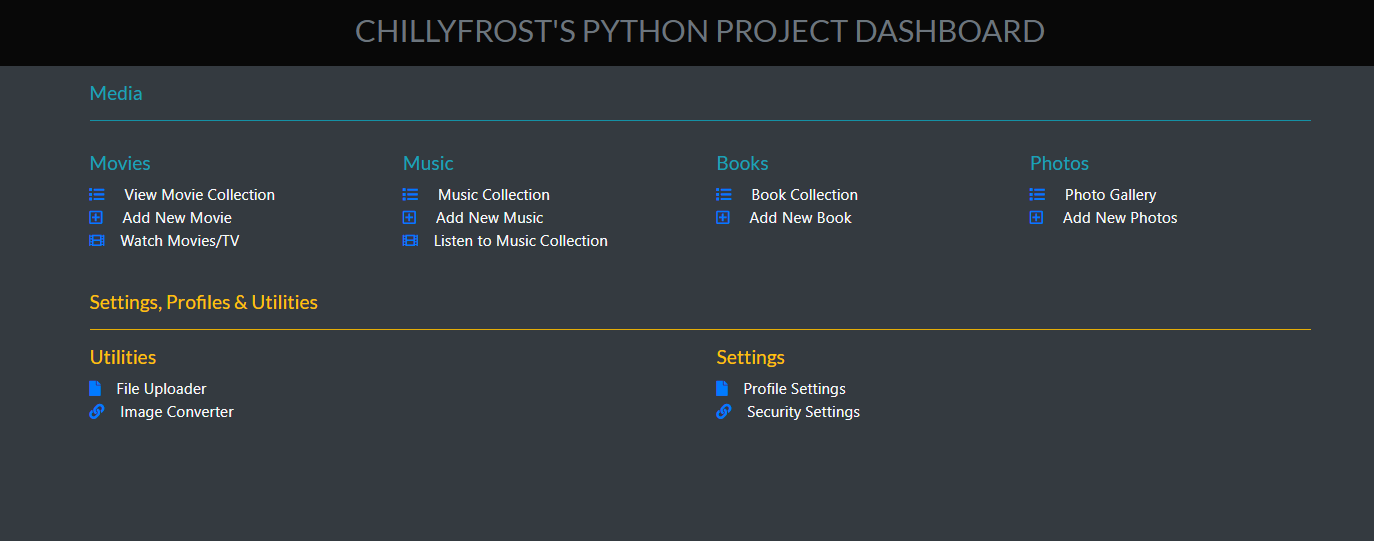 CHILLYFROST'S PYTHON PROJECT DASHBOARD
Media
Movies
View Movie Collection
Add New Movie
Watch Movies/TV
Music
Music Collection
Add New Music
Listen to Music Collection
Books
Book Collection
Add New Book
Photos
Photo Gallery
Add New Photos
Settings, Profiles & Utilities
Utilities
File Uploader
Image Converter
Settings
Profile Settings
Security Settings